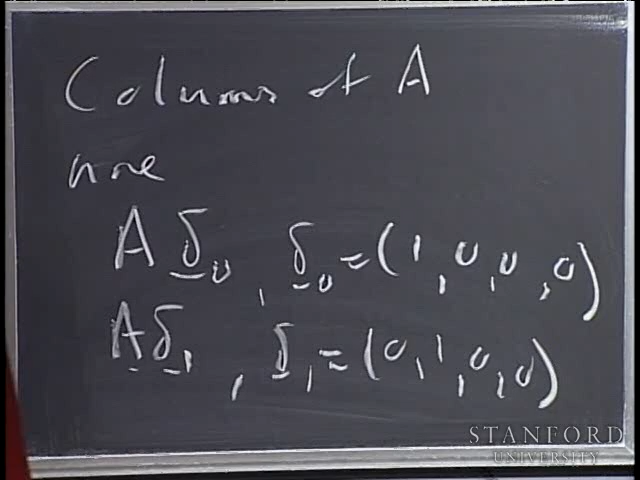 Columns of A
are
A δ₀, δ₀ = (1, 0, 0, 0)
A δ₁, δ₁ = (0, 1, 0, 0)
STANFORD
UNIVERSITY